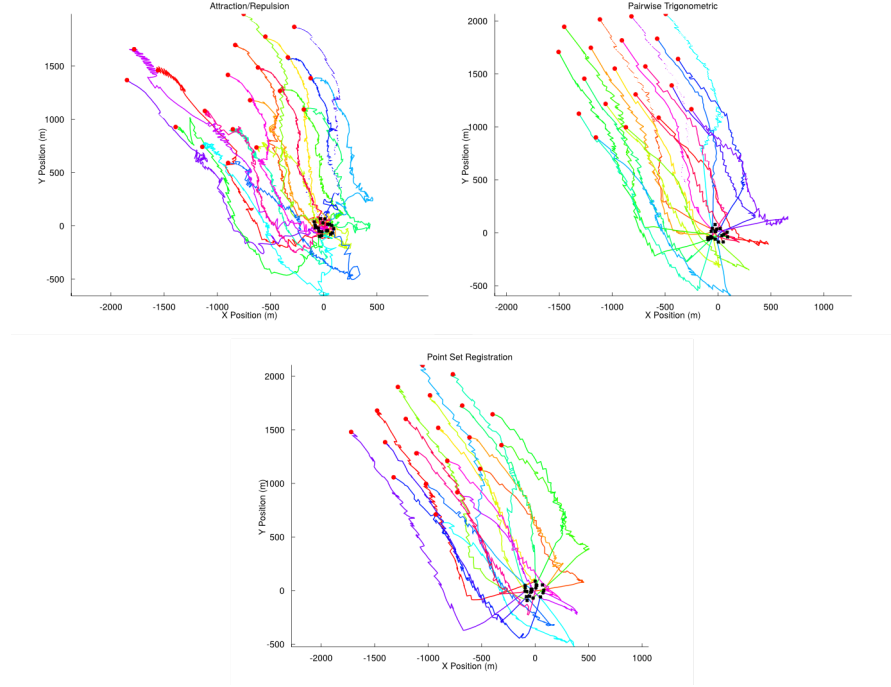 Attraction/Repulsion
1500
1000
500
0
-500
Y Position (m)
-2000 -1500 -1000 -500 0 500
X Position (m)
Pairwise Trigonometric
2000
1500
1000
500
0
-500
Y Position (m)
-2000 -1500 -1000 -500 0 500 1000
X Position (m)
Point Set Registration
2000
1500
1000
500
0
-500
Y Position (m)
-2000 -1500 -1000 -500 0 500 1000
X Position (m)